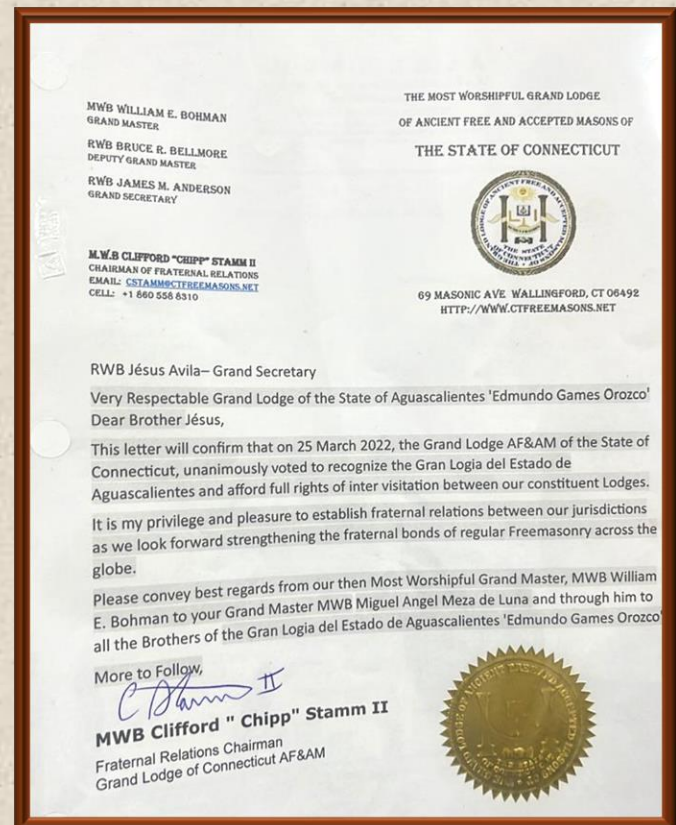 MWB WILLIAM E. BOHMAN
GRAND MASTER
RWB BRUCE R. BELLMORE
DEPUTY GRAND MASTER
RWB JAMES M. ANDERSON
GRAND SECRETARY
M.W.B CLIFFORD "CHIPP" STAMM II
CHAIRMAN OF FRATERNAL RELATIONS
EMAIL: CSTAMM@CTFREEMASONS.NET
CELL: +1 860 558 8310
THE MOST WORSHIPFUL GRAND LODGE
OF ANCIENT FREE AND ACCEPTED MASONS OF
THE STATE OF CONNECTICUT
69 MASONIC AVE WALLINGFORD, CT 06492
HTTP://WWW.CTFREEMASONS.NET
RWB Jésus Avila– Grand Secretary
Very Respectable Grand Lodge of the State of Aguascalientes 'Edmundo Games Orozco'
Dear Brother Jésus,
This letter will confirm that on 25 March 2022, the Grand Lodge AF&AM of the State of
Connecticut, unanimously voted to recognize the Gran Logia del Estado de
Aguascalientes and afford full rights of inter visitation between our constituent Lodges.
It is my privilege and pleasure to establish fraternal relations between our jurisdictions
as we look forward strengthening the fraternal bonds of regular Freemasonry across the
globe.
Please convey best regards from our then Most Worshipful Grand Master, MWB William
E. Bohman to your Grand Master MWB Miguel Angel Meza de Luna and through him to
all the Brothers of the Gran Logia del Estado de Aguascalientes 'Edmundo Games Orozco'
More to Follow,
MWB Clifford " Chipp" Stamm II
Fraternal Relations Chairman
Grand Lodge of Connecticut AF&AM